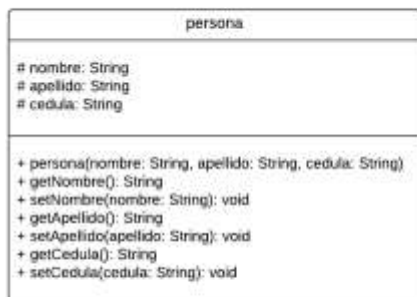 persona
# nombre: String
# apellido: String
# cedula: String
+ persona(nombre: String, apellido: String, cedula: String)
+ getNombre(): String
+ setNombre(nombre: String): void
+ getApellido(): String
+ setApellido(apellido: String): void
+ getCedula(): String
+ setCedula(cedula: String): void